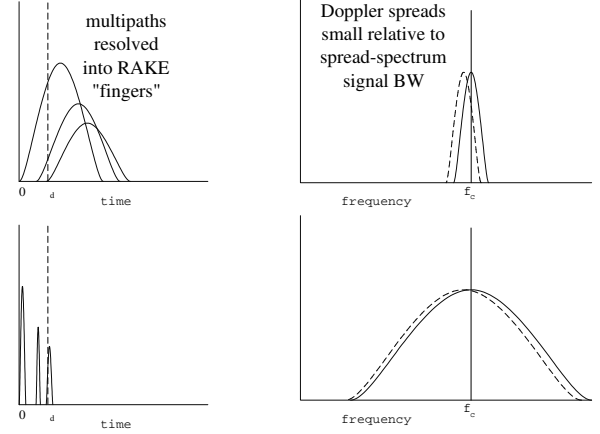 multipaths
resolved
into RAKE
"fingers"
Doppler spreads
small relative to
spread-spectrum
signal BW
0 d
time
f c
frequency
0 d
time
f c
frequency